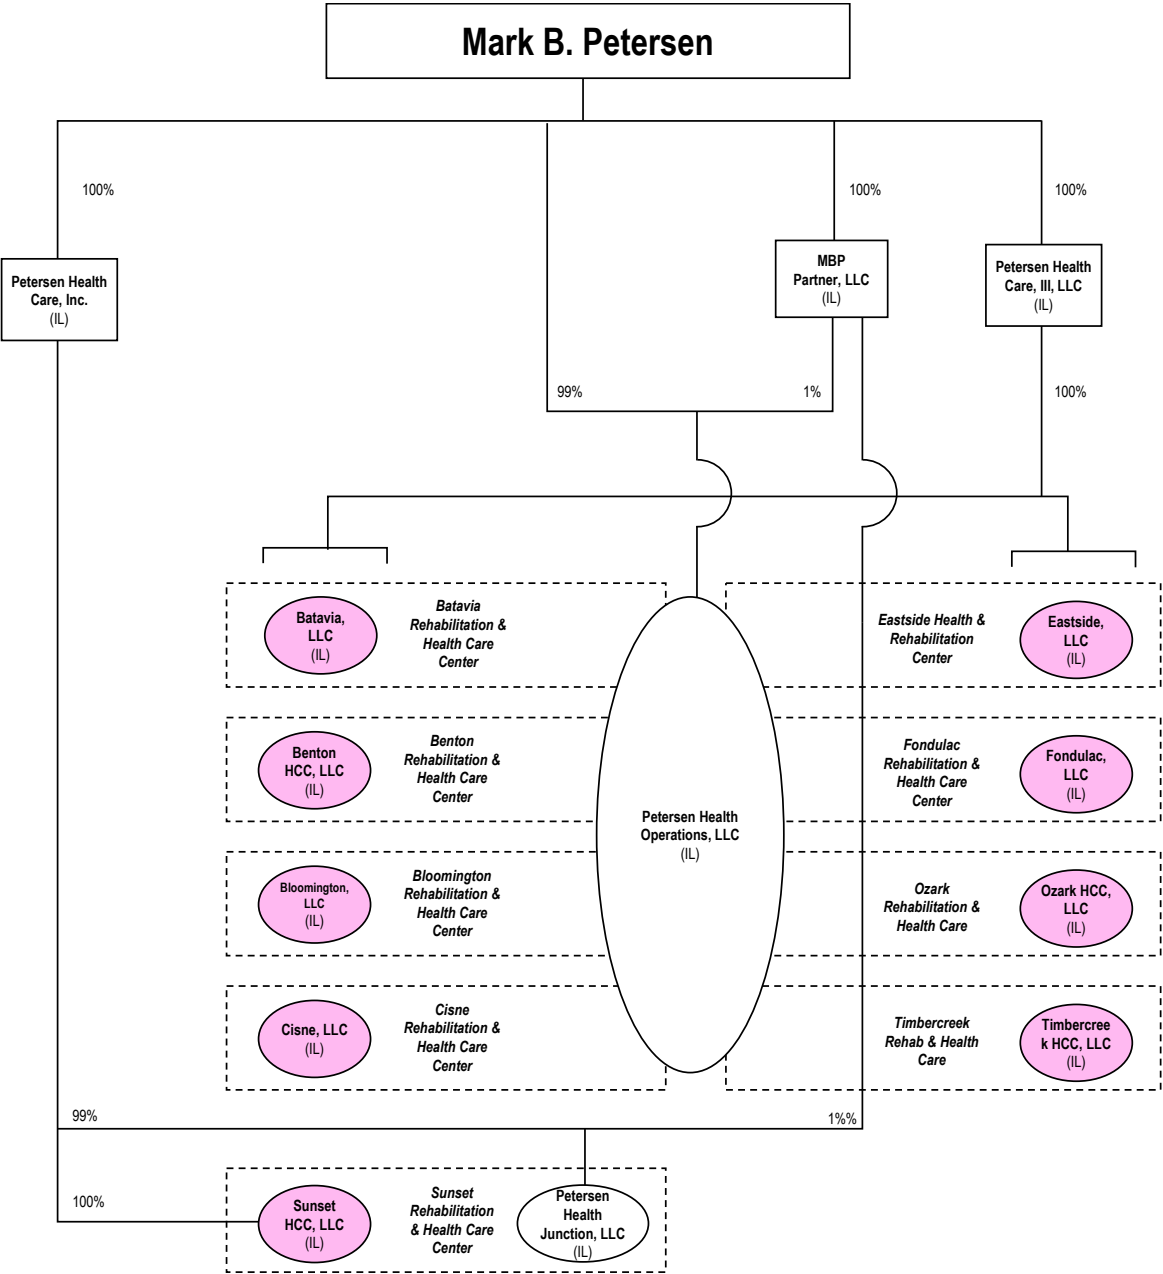 Mark B. Petersen
100%
100%
100%
Petersen Health
Care, Inc.
(IL)
MBP
Partner, LLC
(IL)
Petersen Health
Care, III, LLC
(IL)
99%
1%
100%
Batavia,
LLC
(IL)
Batavia
Rehabilitation &
Health Care
Center
Eastside Health &
Rehabilitation
Center
Eastside,
LLC
(IL)
Benton
HCC, LLC
(IL)
Benton
Rehabilitation &
Health Care
Center
Fondulac
Rehabilitation &
Health Care
Center
Fondulac,
LLC
(IL)
Petersen Health
Operations, LLC
(IL)
Bloomington,
LLC
(IL)
Bloomington
Rehabilitation &
Health Care
Center
Ozark
Rehabilitation &
Health Care
Ozark HCC,
LLC
(IL)
Cisne, LLC
(IL)
Cisne
Rehabilitation &
Health Care
Center
Timbercreek
Rehab & Health
Care
Timbercree
k HCC, LLC
(IL)
99%
1%%
100%
Sunset
HCC, LLC
(IL)
Sunset
Rehabilitation
& Health Care
Center
Petersen
Health
Junction, LLC
(IL)